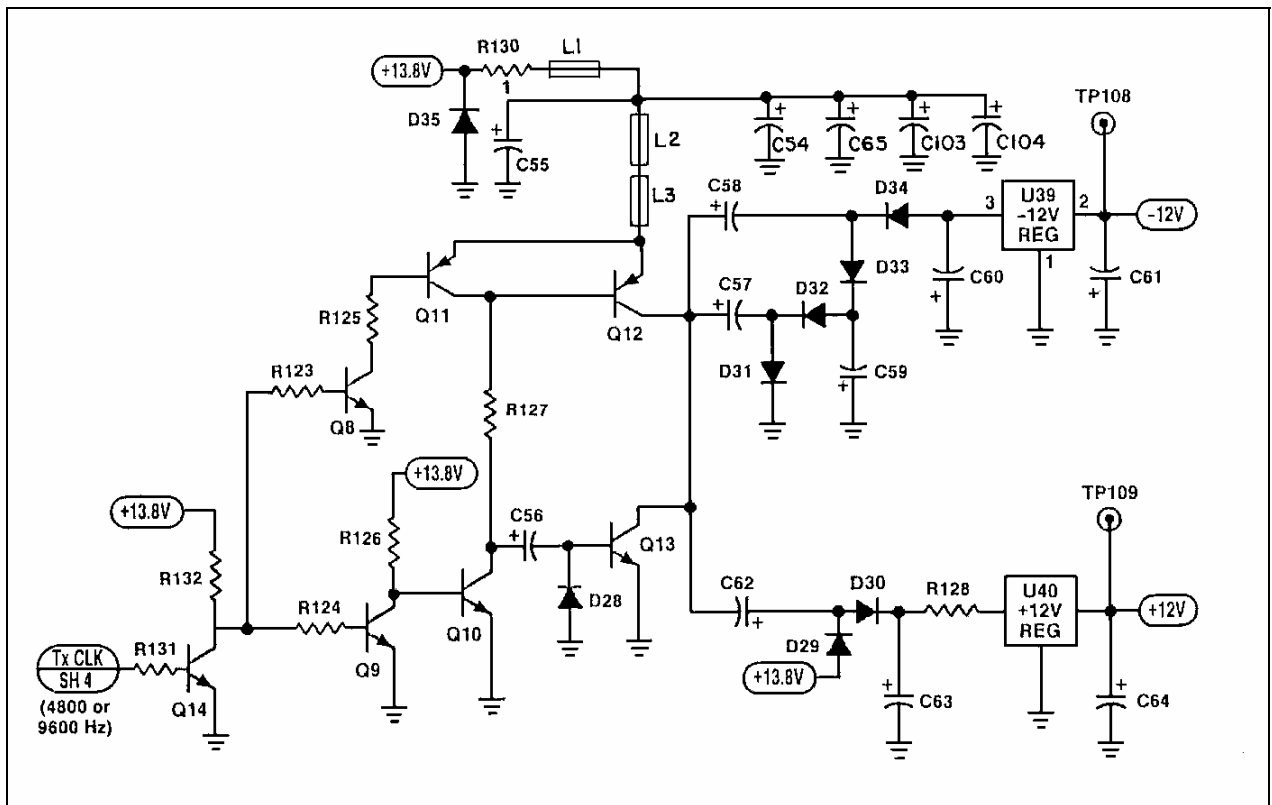 R130
L1
+13.8V
1
TP108
D35
+
C55
L2
+
C54
+
C65
+
C103
+
C104
L3
C58
D34
+
3
U39
-12V
REG
2
-12V
1
D33
C57
D32
+
C60
+
C61
+
Q11
Q12
R125
D31
C59
+
R123
R127
Q8
+13.8V
TP109
+13.8V
C56
+
Q13
R126
R132
C62
+
D30
R128
U40
+12V
REG
+12V
R124
D28
Q10
D29
Tx CLK
SH 4
R131
Q9
+13.8V
+
C63
+
C64
(4800 or
9600 Hz)
Q14